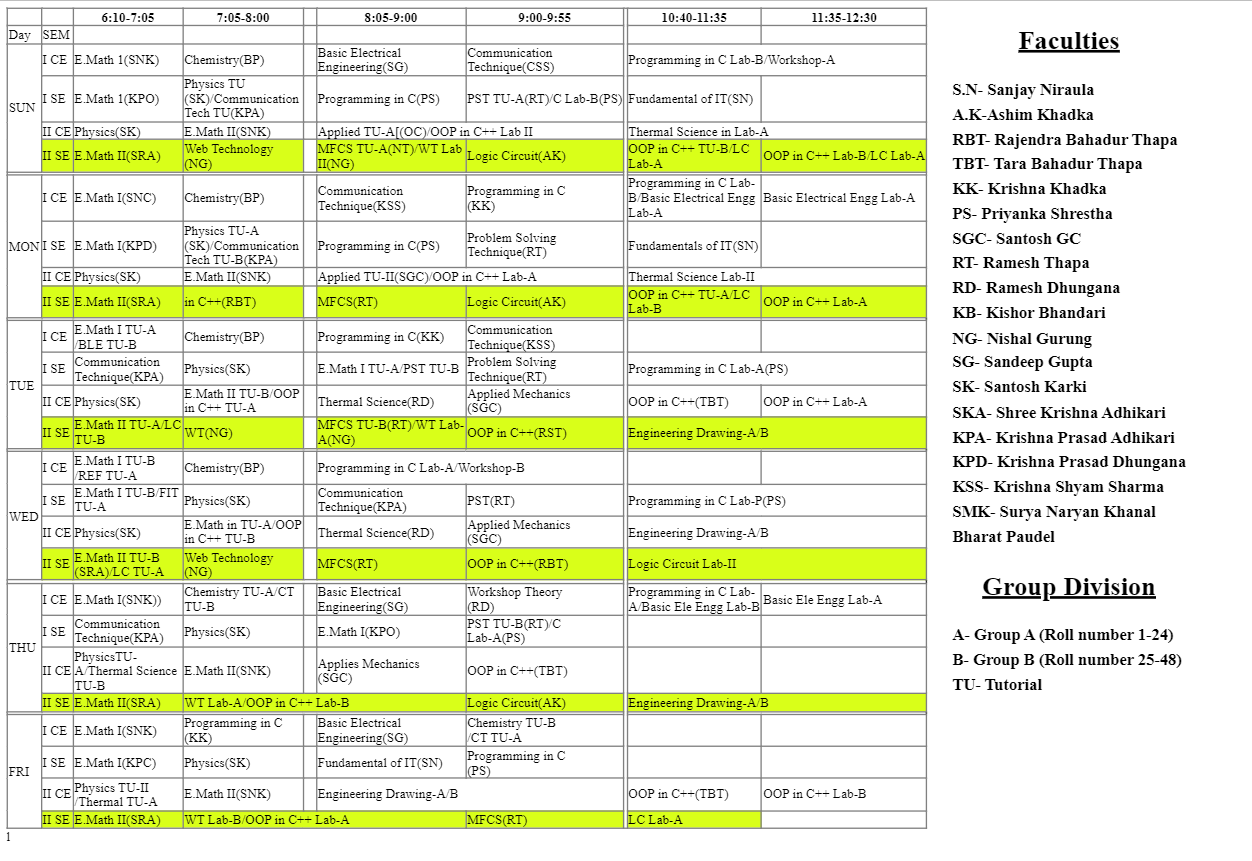 6:10-7:05 7:05-8:00 8:05-9:00 9:00-9:55 10:40-11:35 11:35-12:30
Day SEM
SUN
I CE E.Math 1(SNK) Chemistry(BP) Basic Electrical Engineering(SG) Communication Technique(CSS) Programming in C Lab-B/Workshop-A
I SE E.Math 1(KPO) Physics TU (SK)/Communication Tech TU(KPA) Programming in C(PS) PST TU-A(RT)/C Lab-B(PS) Fundamental of IT(SN)
II CE Physics(SK) E.Math II(SNK) Applied TU-A[(OC)/OOP in C++ Lab II Thermal Science in Lab-A
II SE E.Math II(SRA) Web Technology (NG) MFCS TU-A(NT)/WT Lab II(NG) Logic Circuit(AK) OOP in C++ TU-B/LC Lab-A OOP in C++ Lab-B/LC Lab-A
MON
I CE E.Math I(SNC) Chemistry(BP) Communication Technique(KSS) Programming in C (KK) Programming in C Lab-B/Basic Electrical Engg Lab-A Basic Electrical Engg Lab-A
I SE E.Math I(KPD) Physics TU-A (SK)/Communication Tech TU-B(KPA) Programming in C(PS) Problem Solving Technique(RT) Fundamentals of IT(SN)
II CE Physics(SK) E.Math II(SNK) Applied TU-II(SGC)/OOP in C++ Lab-A Thermal Science Lab-II
II SE E.Math II(SRA) in C++(RBT) MFCS(RT) Logic Circuit(AK) OOP in C++ TU-A/LC Lab-B OOP in C++ Lab-A
TUE
I CE E.Math I TU-A /BLE TU-B Chemistry(BP) Programming in C(KK) Communication Technique(KSS)
I SE Communication Technique(KPA) Physics(SK) E.Math I TU-A/PST TU-B Problem Solving Technique(RT) Programming in C Lab-A(PS)
II CE Physics(SK) E.Math II TU-B/OOP in C++ TU-A Thermal Science(RD) Applied Mechanics (SGC) OOP in C++(TBT) OOP in C++ Lab-A
II SE E.Math II TU-A/LC TU-B WT(NG) MFCS TU-B(RT)/WT Lab-A(NG) OOP in C++(RST) Engineering Drawing-A/B
WED
I CE E.Math I TU-B /REF TU-A Chemistry(BP) Programming in C Lab-A/Workshop-B
I SE E.Math I TU-B/FIT TU-A Physics(SK) Communication Technique(KPA) PST(RT) Programming in C Lab-P(PS)
II CE Physics(SK) E.Math in TU-A/OOP in C++ TU-B Thermal Science(RD) Applied Mechanics (SGC) Engineering Drawing-A/B
II SE E.Math II TU-B (SRA)/LC TU-A Web Technology (NG) MFCS(RT) OOP in C++(RBT) Logic Circuit Lab-II
THU
I CE E.Math I(SNK)) Chemistry TU-A/CT TU-B Basic Electrical Engineering(SG) Workshop Theory (RD) Programming in C Lab-A/Basic Ele Engg Lab-B Basic Ele Engg Lab-A
I SE Communication Technique(KPA) Physics(SK) E.Math I(KPO) PST TU-B(RT)/C Lab-A(PS)
II CE PhysicsTU-A/Thermal Science TU-B E.Math II(SNK) Applies Mechanics (SGC) OOP in C++(TBT)
II SE E.Math II(SRA) WT Lab-A/OOP in C++ Lab-B Logic Circuit(AK) Engineering Drawing-A/B
FRI
I CE E.Math I(SNK) Programming in C (KK) Basic Electrical Engineering(SG) Chemistry TU-B /CT TU-A
I SE E.Math I(KPC) Physics(SK) Fundamental of IT(SN) Programming in C (PS)
II CE Physics TU-II /Thermal TU-A E.Math II(SNK) Engineering Drawing-A/B OOP in C++(TBT) OOP in C++ Lab-B
II SE E.Math II(SRA) WT Lab-B/OOP in C++ Lab-A MFCS(RT) LC Lab-A
1
Faculties
S.N- Sanjay Niraula
A.K-Ashim Khadka
RBT- Rajendra Bahadur Thapa
TBT- Tara Bahadur Thapa
KK- Krishna Khadka
PS- Priyanka Shrestha
SGC- Santosh GC
RT- Ramesh Thapa
RD- Ramesh Dhungana
KB- Kishor Bhandari
NG- Nishal Gurung
SG- Sandeep Gupta
SK- Santosh Karki
SKA- Shree Krishna Adhikari
KPA- Krishna Prasad Adhikari
KPD- Krishna Prasad Dhungana
KSS- Krishna Shyam Sharma
SMK- Surya Naryan Khanal
Bharat Paudel
Group Division
A- Group A (Roll number 1-24)
B- Group B (Roll number 25-48)
TU- Tutorial